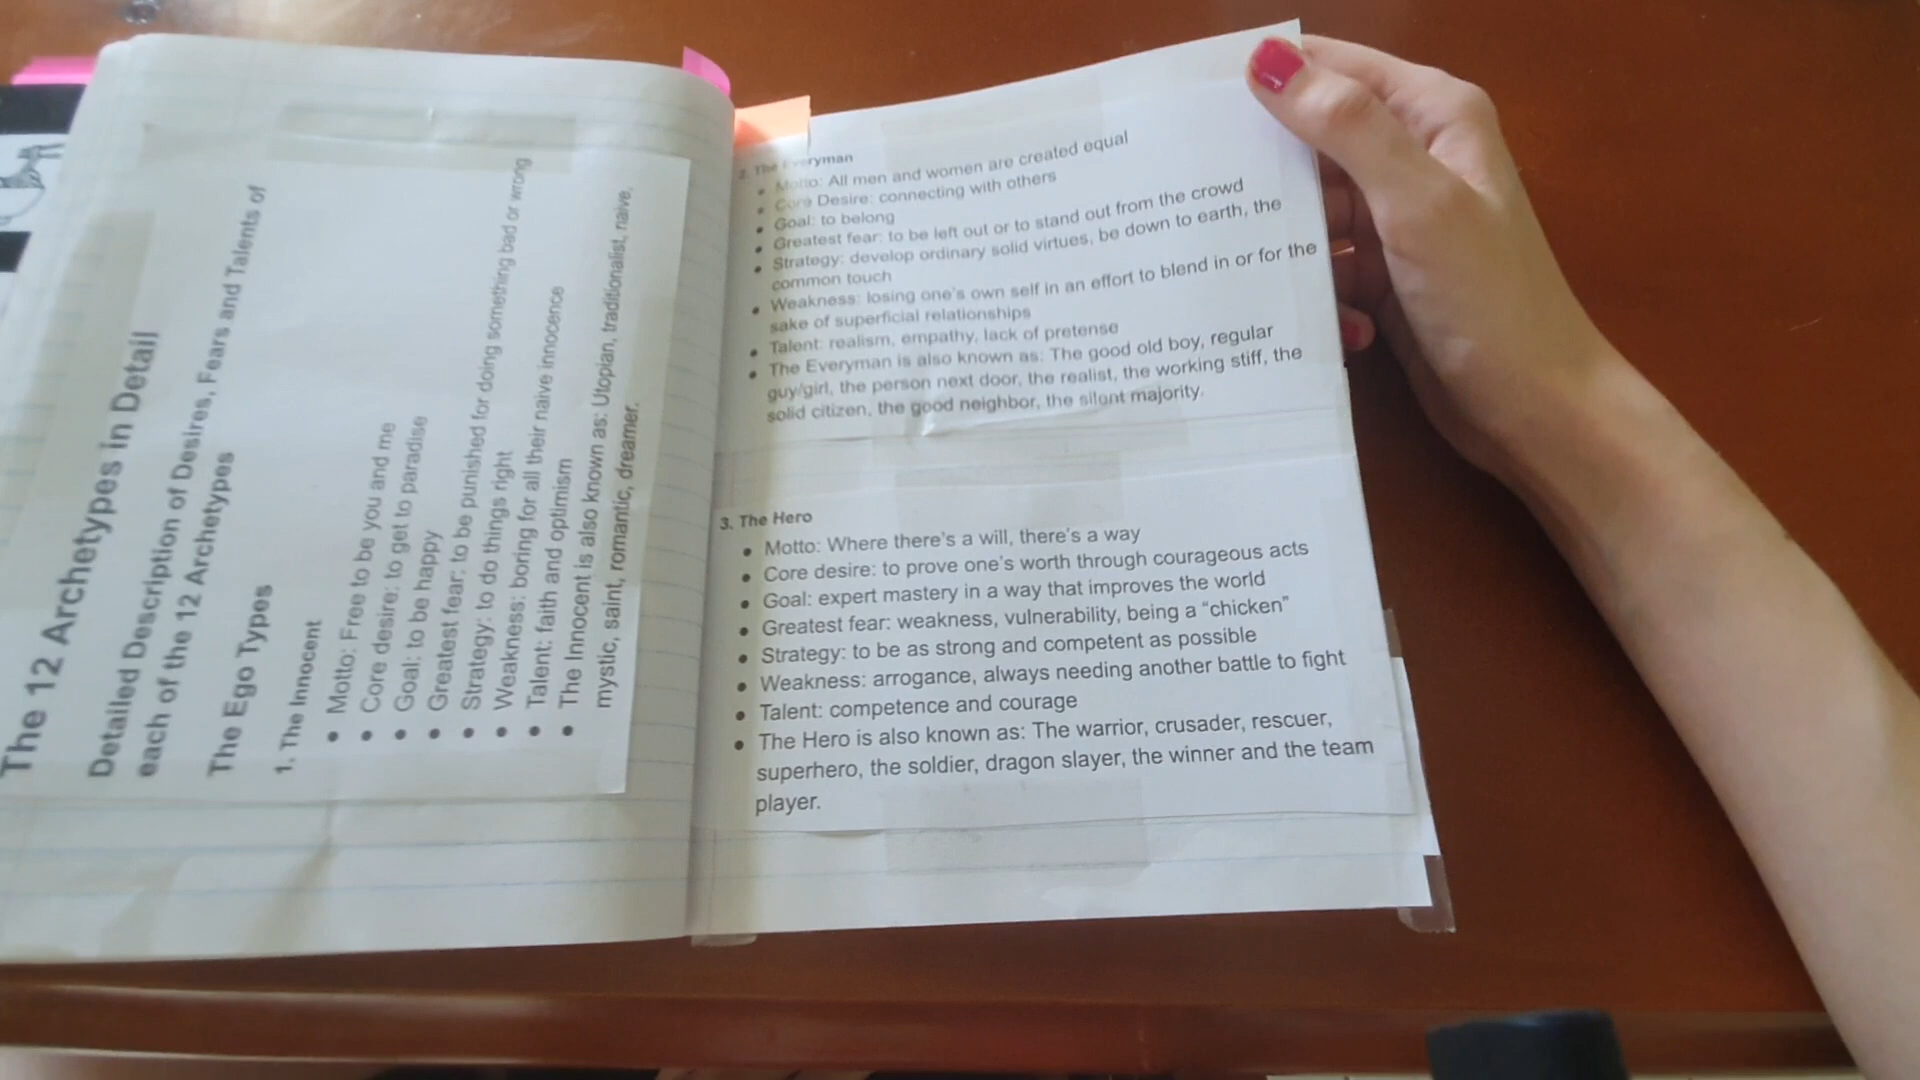 The 12 Archetypes in Detail
Detailed Description of Desires, Fears and Talents of
each of the 12 Archetypes
The Ego Types
1. The Innocent
● Motto: Free to be you and me
● Core desire: to get to paradise
● Goal: to be happy
● Greatest fear: to be punished for doing something bad or wrong
● Strategy: to do things right
● Weakness: boring for all their naive innocence
● Talent: faith and optimism
● The Innocent is also known as: Utopian, traditionalist, naive,
mystic, saint, romantic, dreamer.
2. The Everyman
● Motto: All men and women are created equal
● Core Desire: connecting with others
● Goal: to belong
● Greatest fear: to be left out or to stand out from the crowd
● Strategy: develop ordinary solid virtues, be down to earth, the
common touch
● Weakness: losing one's own self in an effort to blend in or for the
sake of superficial relationships
● Talent: realism, empathy, lack of pretense
● The Everyman is also known as: The good old boy, regular
guy/girl, the person next door, the realist, the working stiff, the
solid citizen, the good neighbor, the silent majority.
3. The Hero
● Motto: Where there's a will, there's a way
● Core desire: to prove one's worth through courageous acts
● Goal: expert mastery in a way that improves the world
● Greatest fear: weakness, vulnerability, being a “chicken”
● Strategy: to be as strong and competent as possible
● Weakness: arrogance, always needing another battle to fight
● Talent: competence and courage
● The Hero is also known as: The warrior, crusader, rescuer,
superhero, the soldier, dragon slayer, the winner and the team
player.